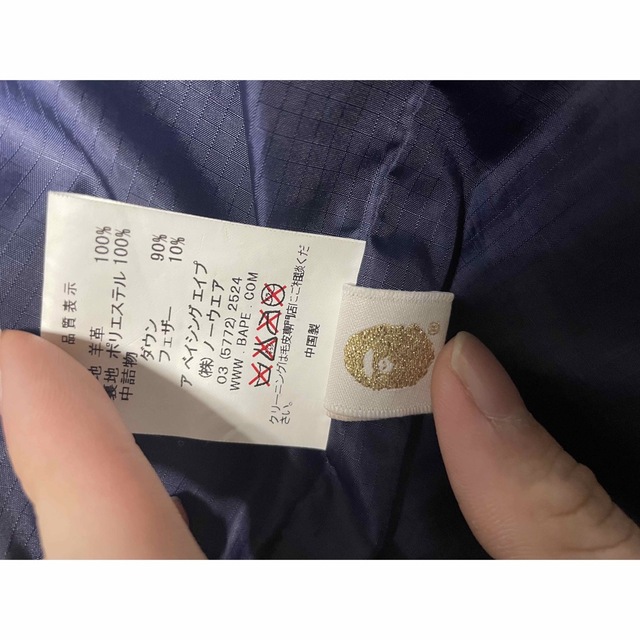 品質表示
地 羊革 100%
裏地 ポリエステル 100%
中詰物
ダウン 90%
フェザー 10%
ア ベイシング エイプ
(株) ノーウエア
03 (5772) 2524
WWW . BAPE . COM
クリーニングは毛皮専門店にご相談くだ
さい。
中国製
®